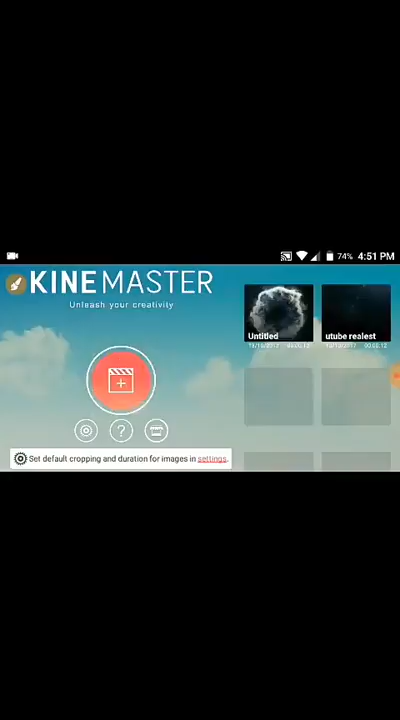 74% 4:51 PM
KINEMASTER
Unleash your creativity
Untitled
utube realest
Set default cropping and duration for images in settings.